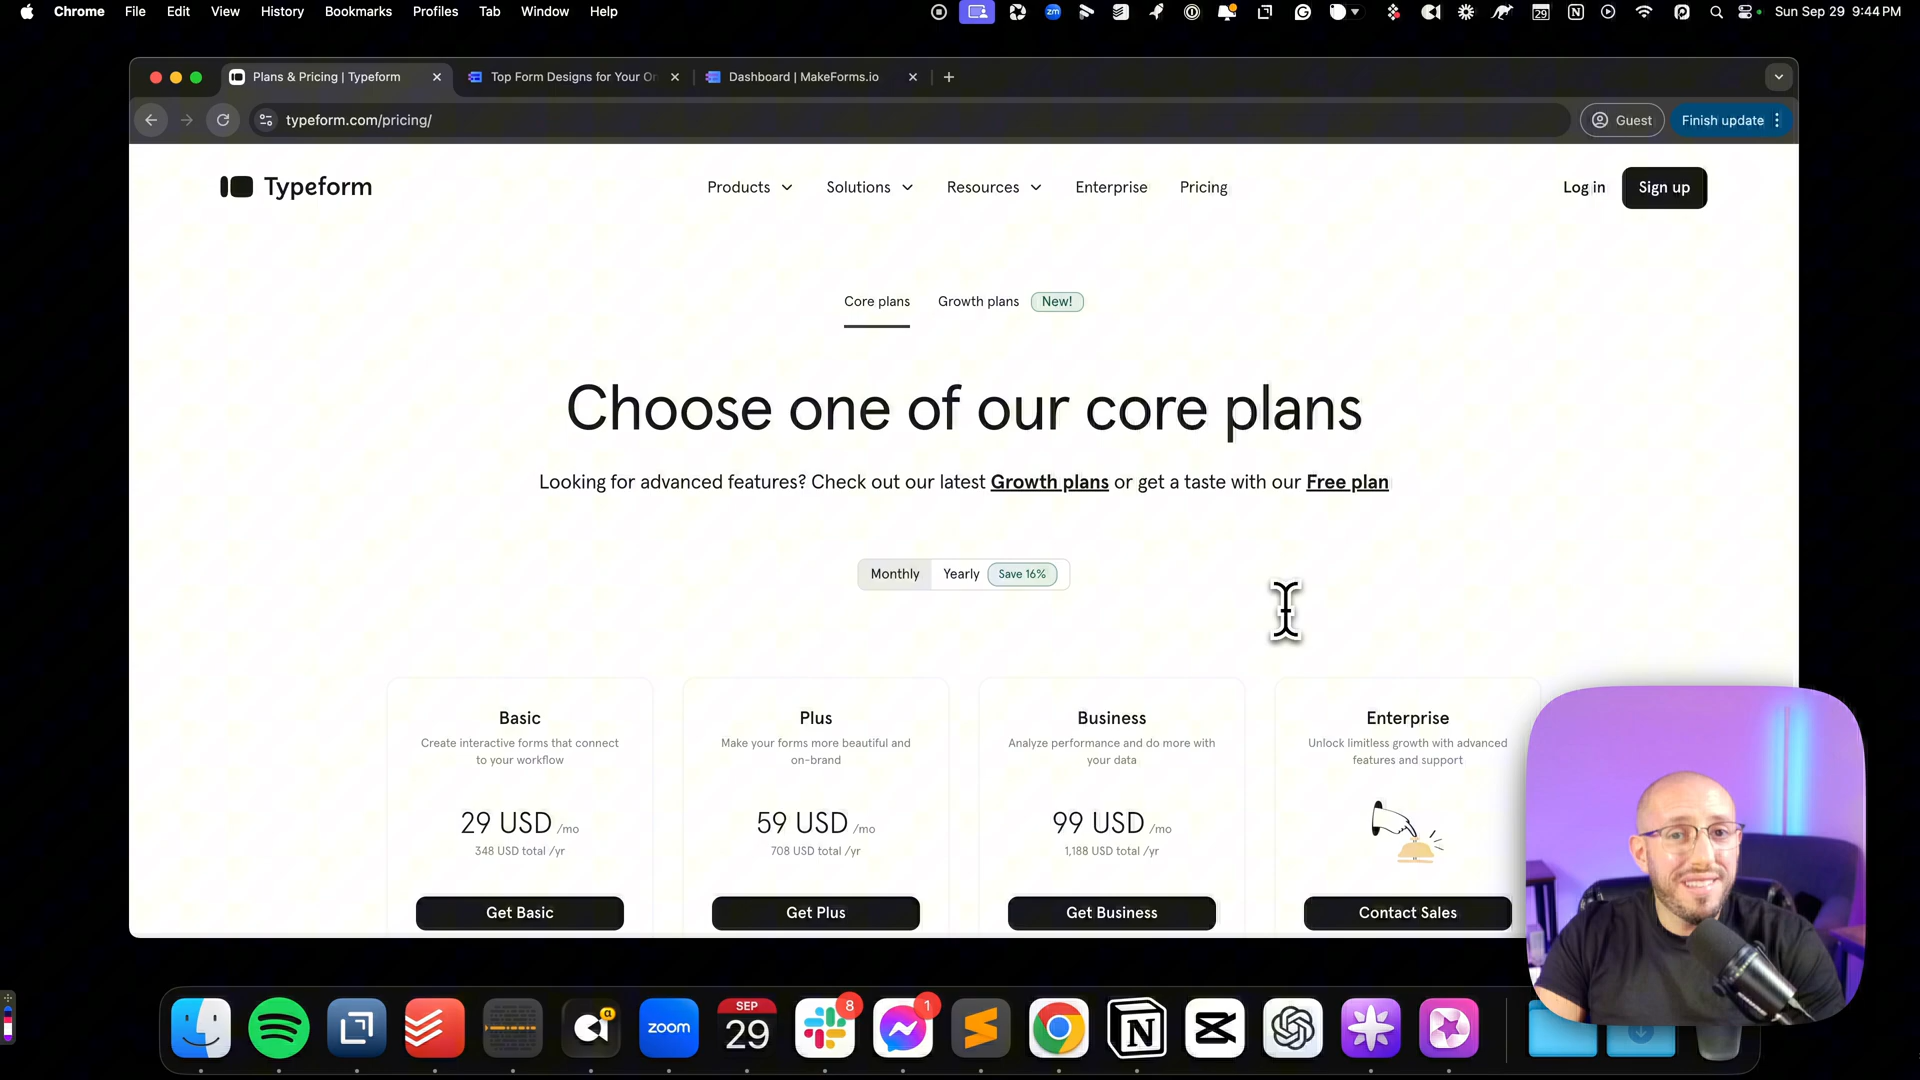 Chrome File Edit View History Bookmarks Profiles Tab Window Help
zm 29 Sun Sep 29 9:44 PM
Plans & Pricing | Typeform
Top Form Designs for Your Or
Dashboard | MakeForms.io
typeform.com/pricing/
Guest
Finish update
Typeform
Products
Solutions
Resources
Enterprise
Pricing
Log in
Sign up
Core plans
Growth plans
New!
Choose one of our core plans
Looking for advanced features? Check out our latest Growth plans or get a taste with our Free plan
Monthly
Yearly
Save 16%
Basic
Create interactive forms that connect
to your workflow
29 USD /mo
348 USD total /yr
Get Basic
Plus
Make your forms more beautiful and
on-brand
59 USD /mo
708 USD total /yr
Get Plus
Business
Analyze performance and do more with
your data
99 USD /mo
1,188 USD total /yr
Get Business
Enterprise
Unlock limitless growth with advanced
features and support
Contact Sales
a
zoom
SEP
29
8
1